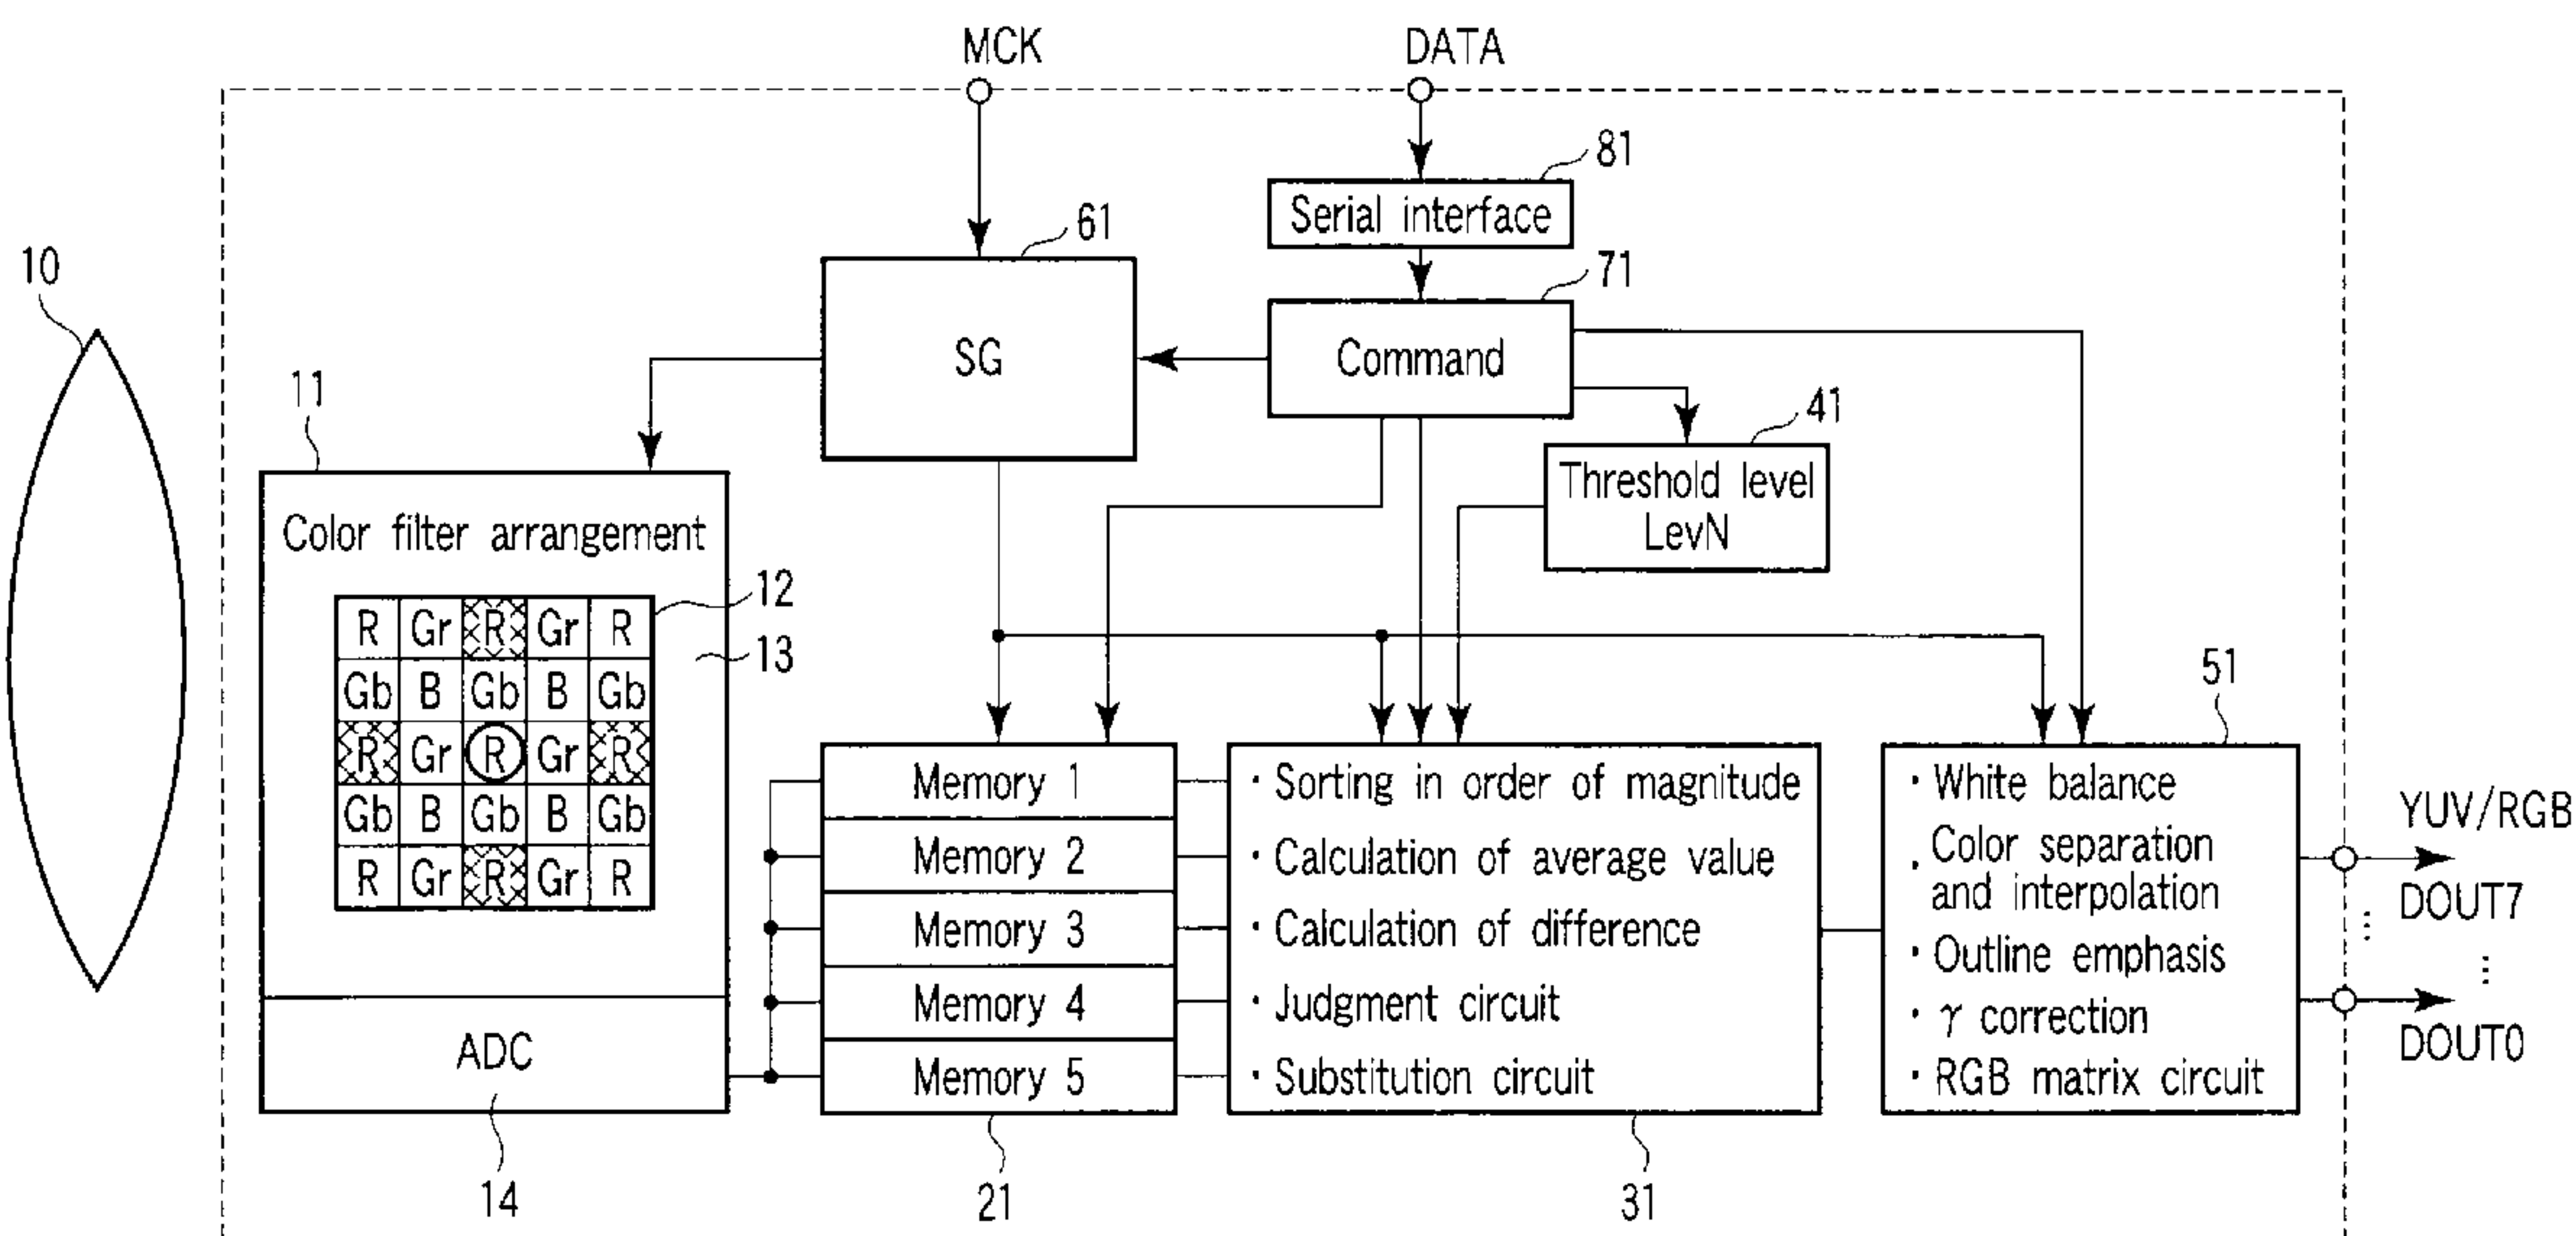 MCK
DATA
81
Serial interface
61
71
10
SG
Command
11
41
Threshold level
LevN
Color filter arrangement
12
R Gr R Gr R
13
Gb B Gb B Gb
51
R Gr R Gr R
Gb B Gb B Gb
R Gr R Gr R
ADC
14
Memory 1
Memory 2
Memory 3
Memory 4
Memory 5
21
· Sorting in order of magnitude
· Calculation of average value
· Calculation of difference
· Judgment circuit
· Substitution circuit
31
· White balance
· Color separation
and interpolation
· Outline emphasis
· γ correction
· RGB matrix circuit
YUV/RGB
DOUT7
⋮ ⋮
DOUT0